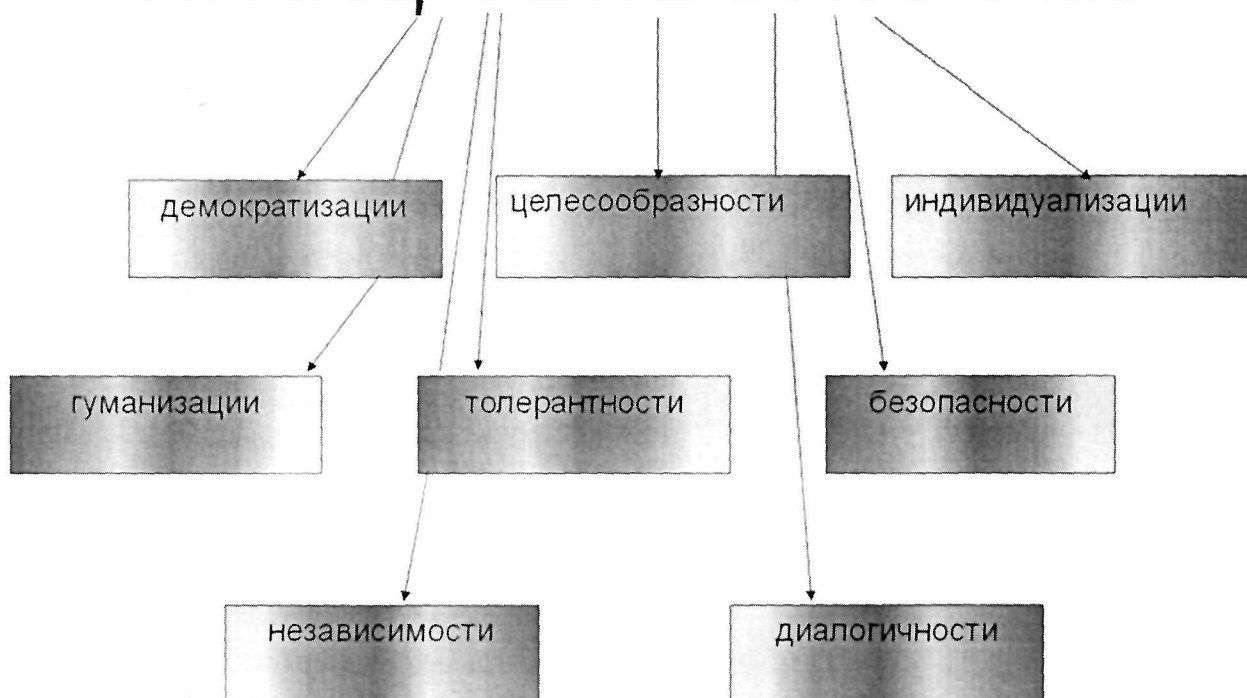 демократизации
целесообразности
индивидуализации
гуманизации
толерантности
безопасности
независимости
диалогичности